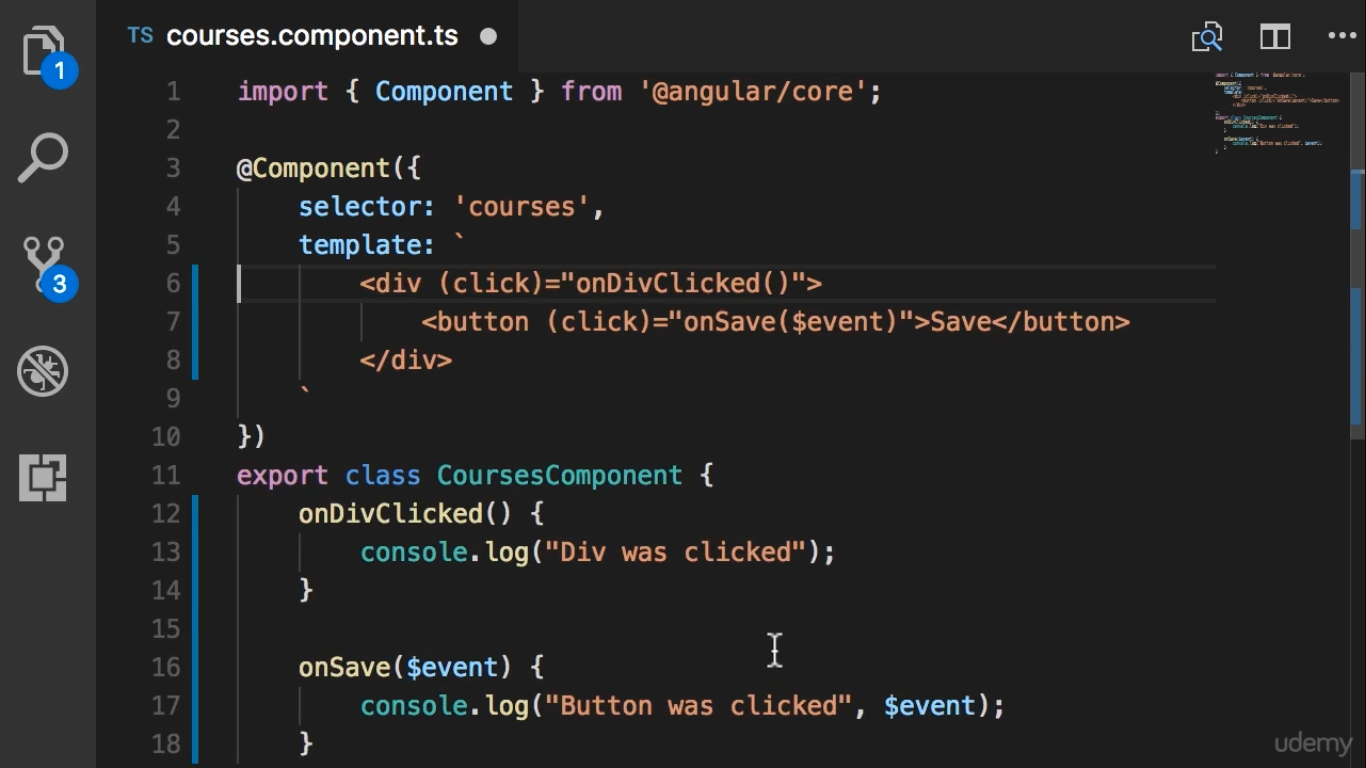 TS courses.component.ts
1
1 import { Component } from '@angular/core';
2
3 @Component({
4 selector: 'courses',
5 template: `
6 <div (click)="onDivClicked()">
7 <button (click)="onSave($event)">Save</button>
8 </div>
9 `
10 })
11 export class CoursesComponent {
12 onDivClicked() {
13 console.log("Div was clicked");
14 }
15
16 onSave($event) {
17 console.log("Button was clicked", $event);
18 }
3
udemy